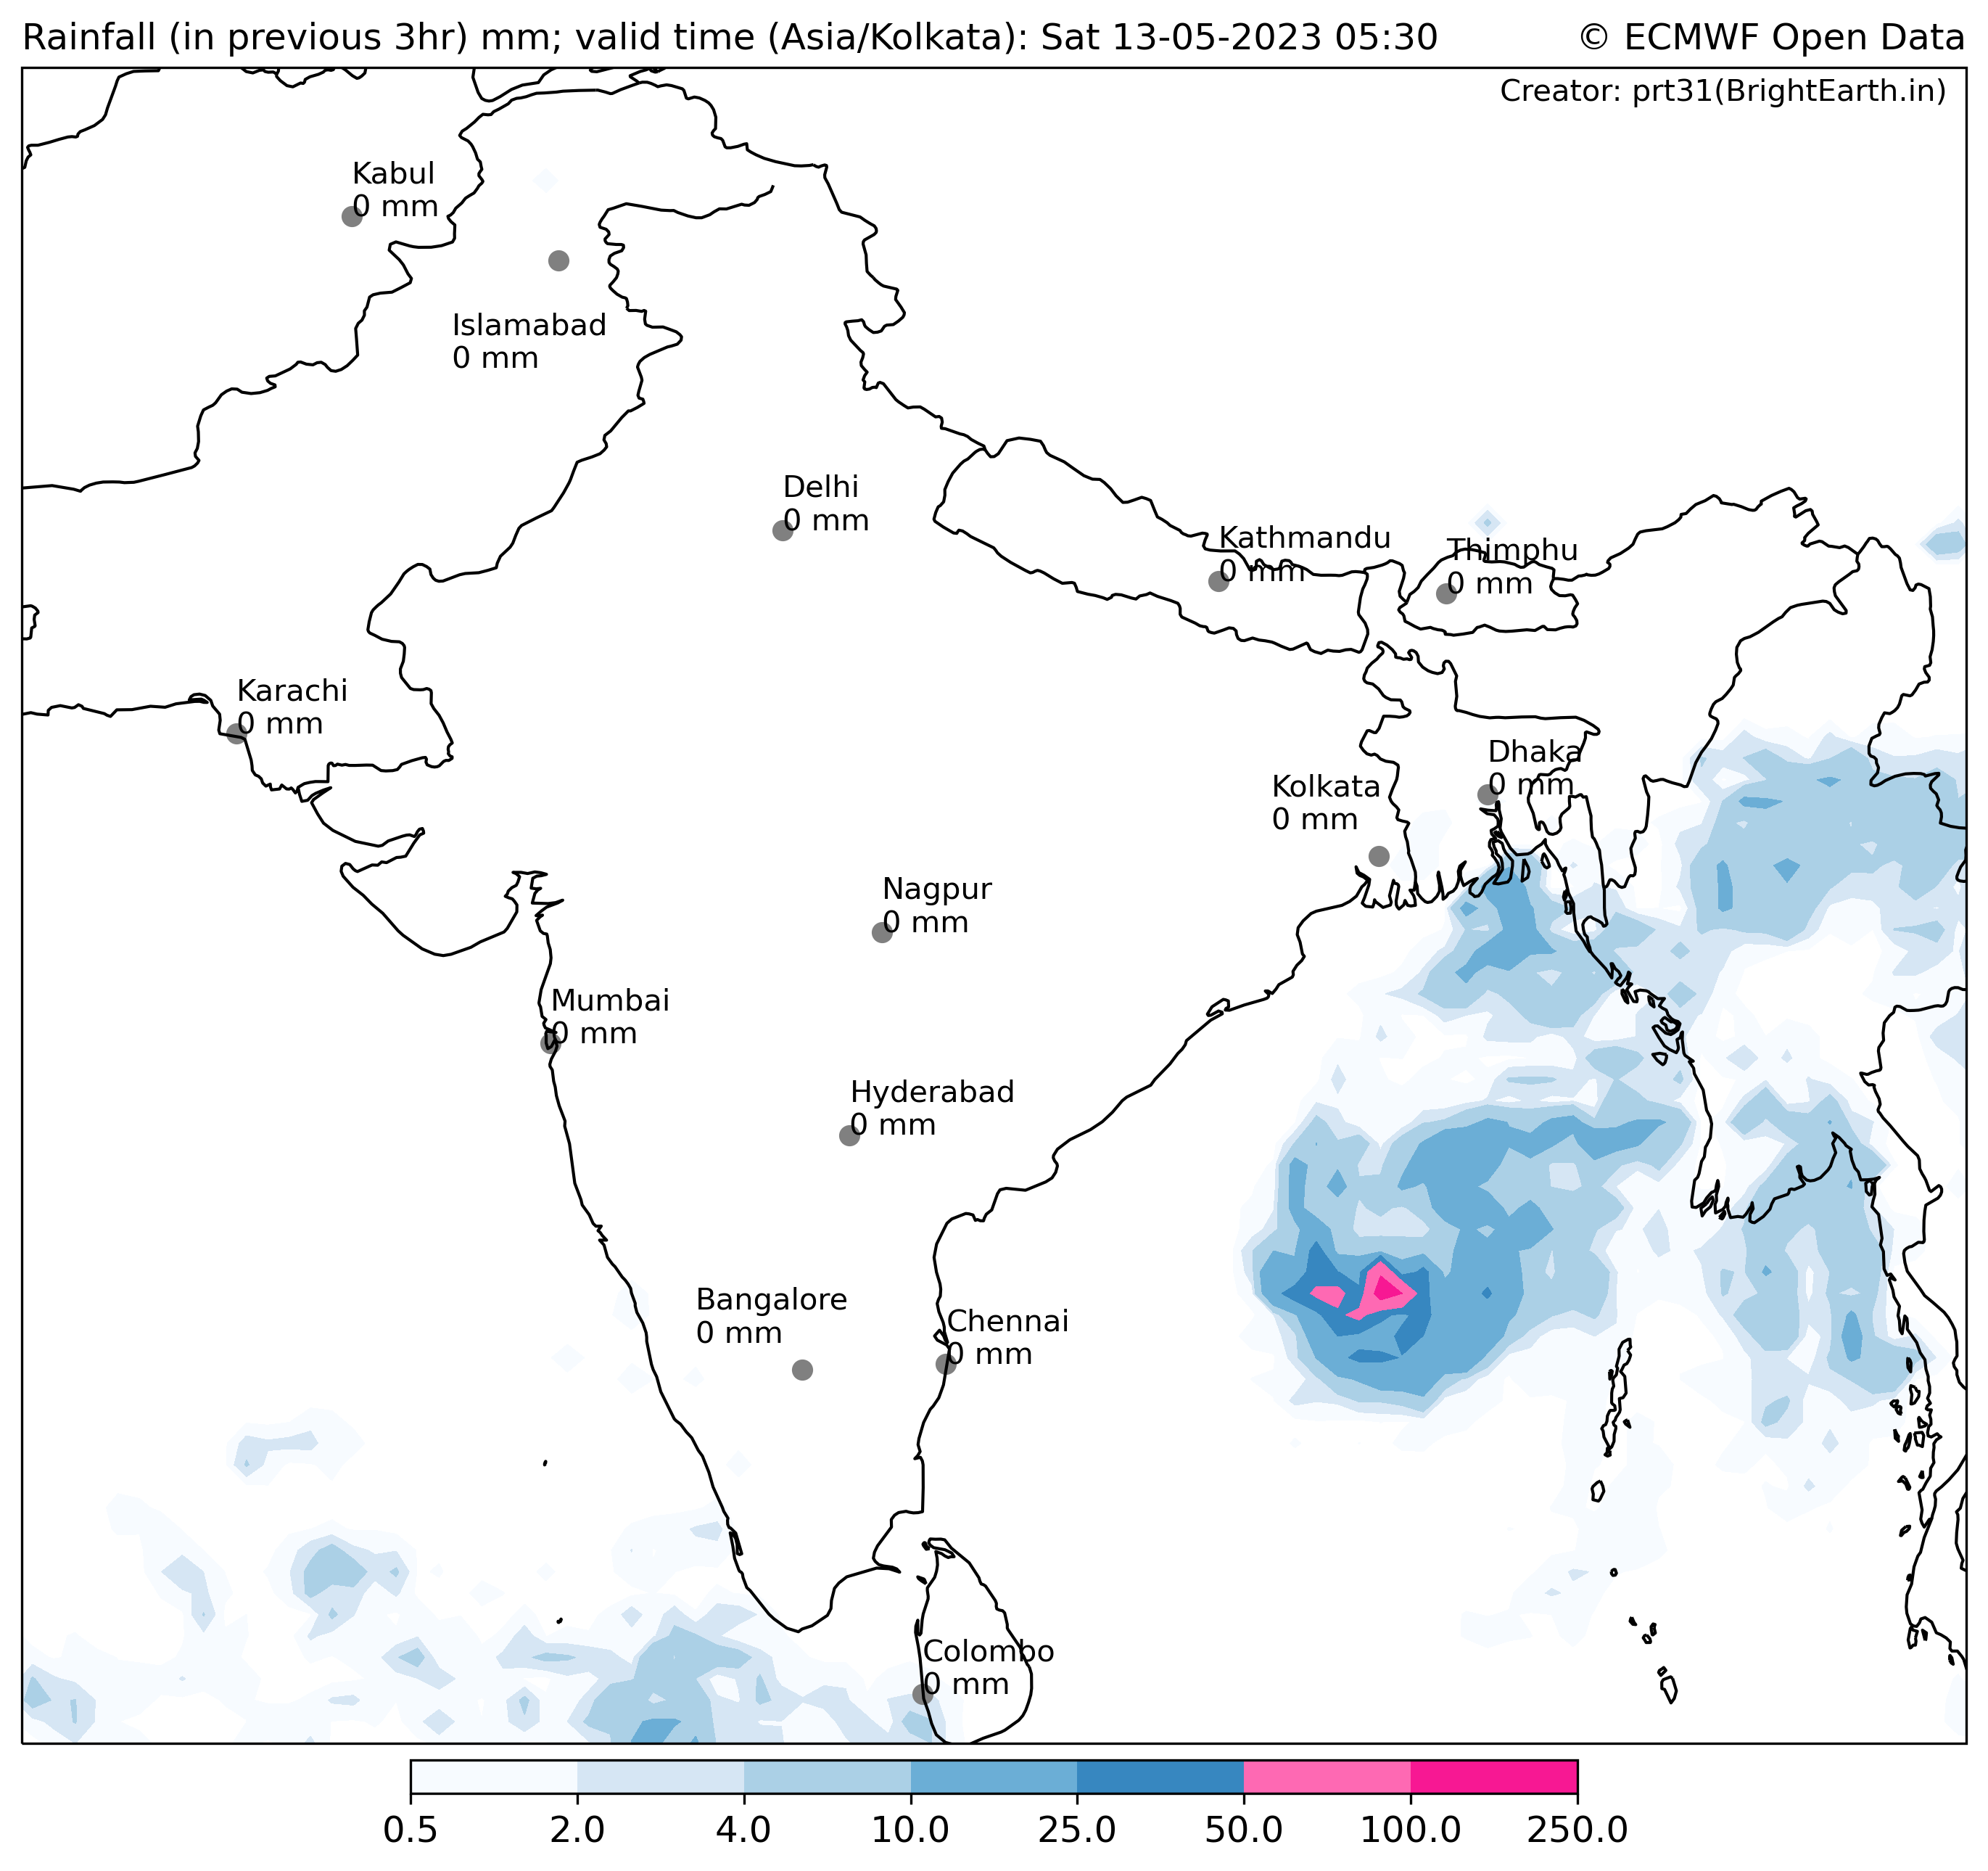 Rainfall (in previous 3hr) mm; valid time (Asia/Kolkata): Sat 13-05-2023 05:30
© ECMWF Open Data
Creator: prt31(BrightEarth.in)
Kabul
0 mm
Islamabad
0 mm
Delhi
0 mm
Kathmandu
0 mm
Thimphu
0 mm
Karachi
0 mm
Dhaka
0 mm
Kolkata
0 mm
Nagpur
0 mm
Mumbai
0 mm
Hyderabad
0 mm
Bangalore
0 mm
Chennai
0 mm
Colombo
0 mm
0.5 2.0 4.0 10.0 25.0 50.0 100.0 250.0